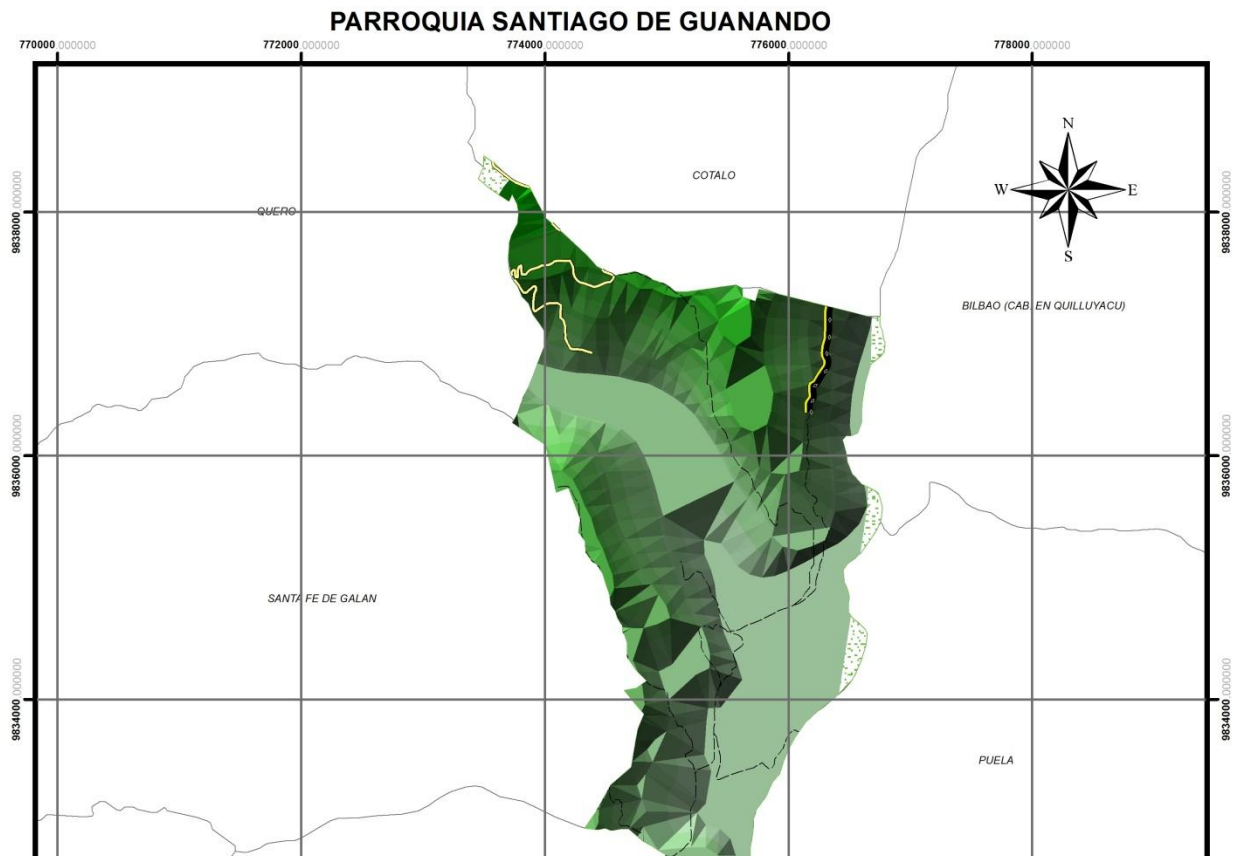 PARROQUIA SANTIAGO DE GUANANDO
770000.000000 772000.000000 774000.000000 776000.000000 778000.000000
N
COTALO
W E
9838000.000000 QUERO 9838000.000000
S
BILBAO (CAB. EN QUILLUYACU)
9836000.000000 9836000.000000
SANTA FE DE GALAN
9834000.000000 9834000.000000
PUELA